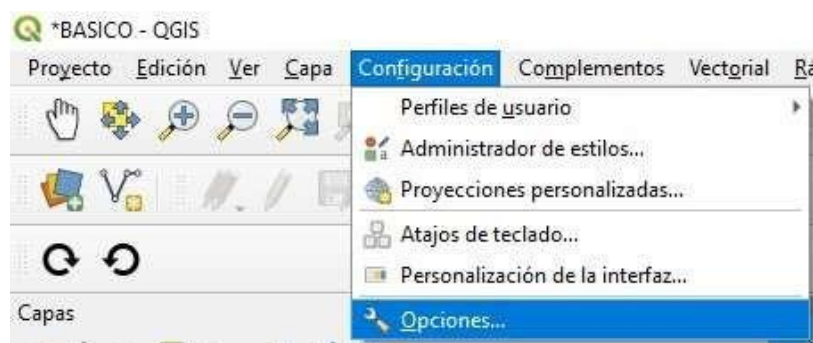 *BASICO - QGIS
Proyecto Edición Ver Capa Configuración Complementos Vectorial Rá
Perfiles de usuario
Administrador de estilos...
Proyecciones personalizadas...
Atajos de teclado...
Personalización de la interfaz...
Capas
Opciones...